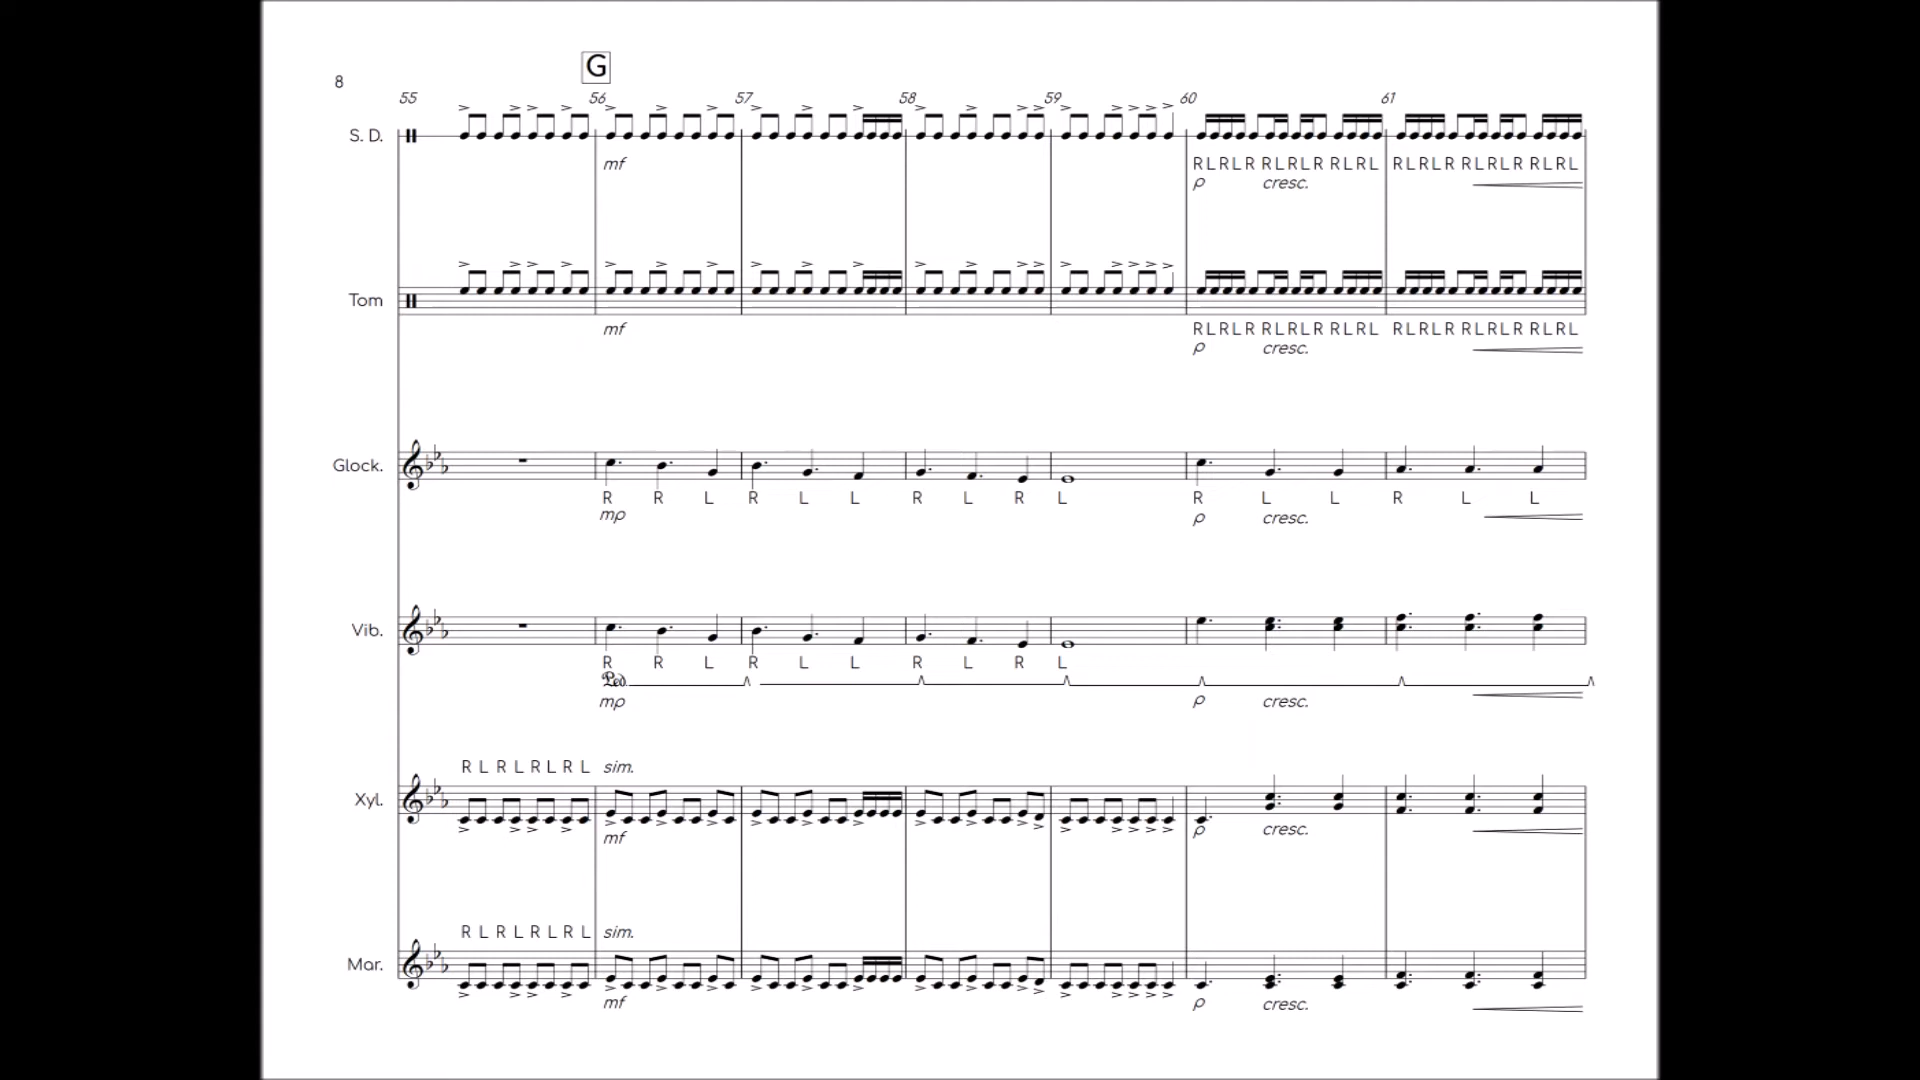 G
8
55 56 57 58 59 60 61
S. D.
mf
R L R L R R L R L R R L R L R L R L R R L R L R R L R L
p cresc.
Tom
mf
R L R L R R L R L R R L R L R L R L R R L R L R R L R L
p cresc.
Glock.
R R L R L L R L R L R L L R L L
mp p cresc.
Vib.
R R L R L L R L R L
Ped.
mp p cresc.
R L R L R L R L sim.
Xyl.
mf p cresc.
R L R L R L R L sim.
Mar.
mf p cresc.